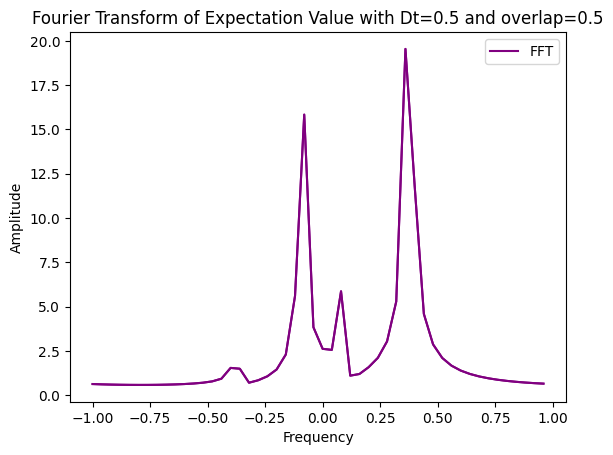 Fourier Transform of Expectation Value with Dt=0.5 and overlap=0.5
FFT
20.0
17.5
15.0
12.5
10.0
7.5
5.0
2.5
0.0
Amplitude
−1.00 −0.75 −0.50 −0.25 0.00 0.25 0.50 0.75 1.00
Frequency